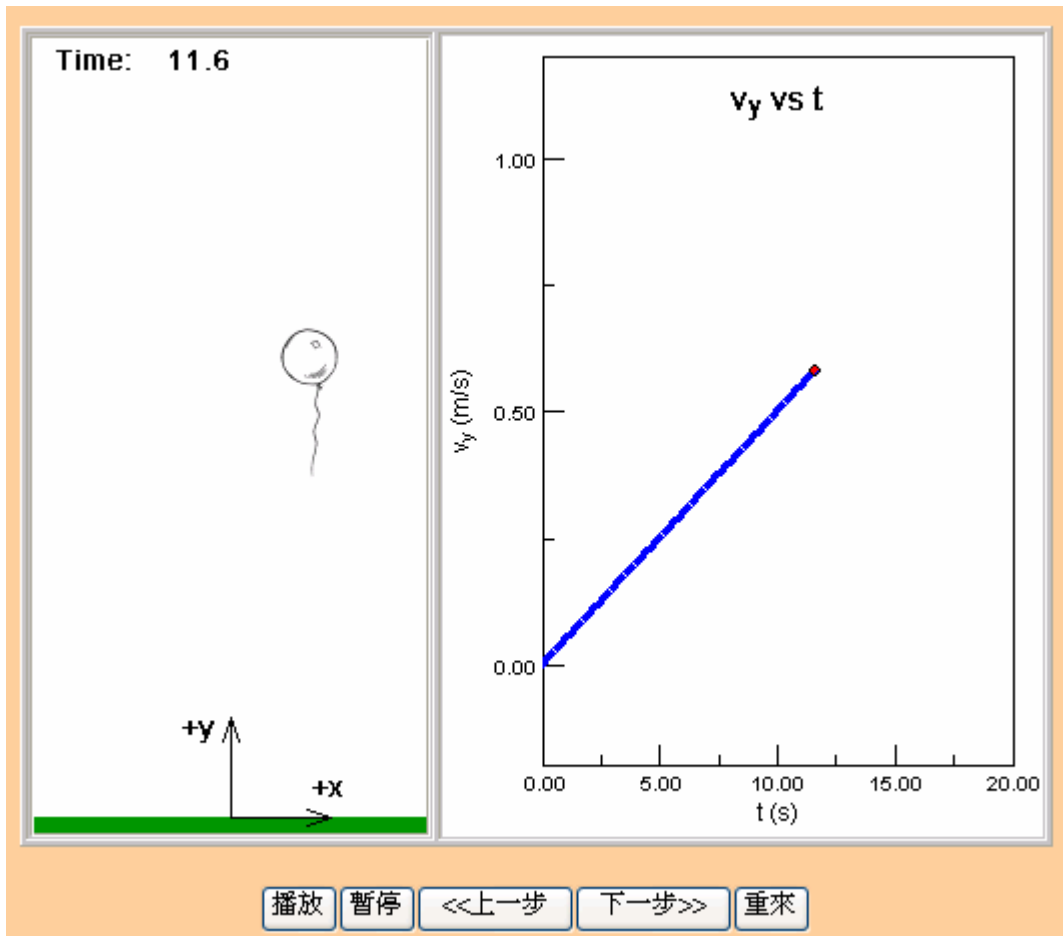 Time: 11.6
+y
+x
vy vs t
1.00
0.50
0.00
vy (m/s)
0.00 5.00 10.00 15.00 20.00
t (s)
播放 暫停 <<上一步 下一步>> 重來